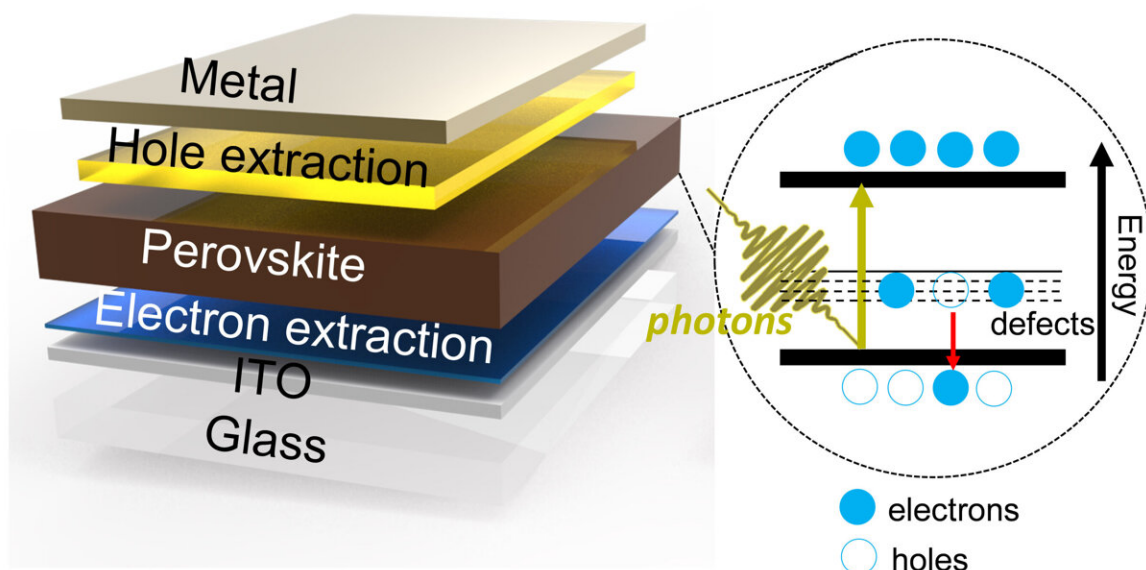 Metal
Hole extraction
Perovskite
Electron extraction
ITO
Glass
photons
defects
Energy
electrons
holes